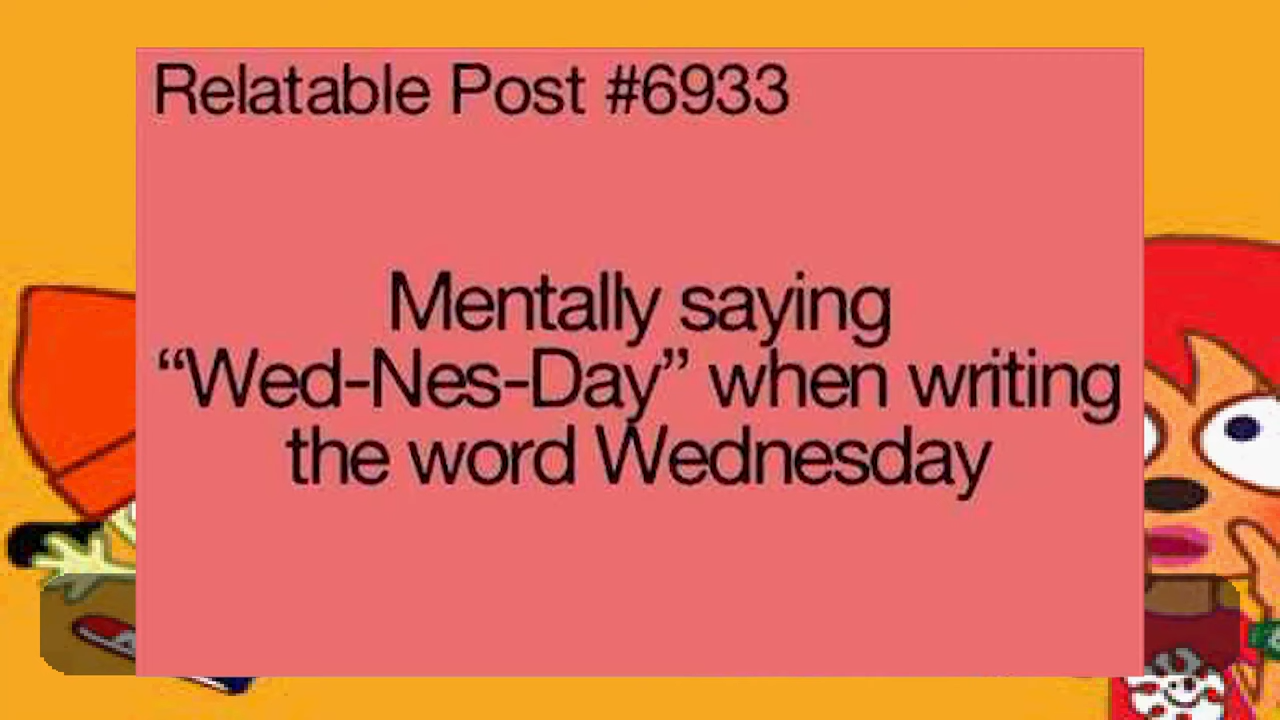 Relatable Post #6933
Mentally saying
“Wed-Nes-Day” when writing
the word Wednesday